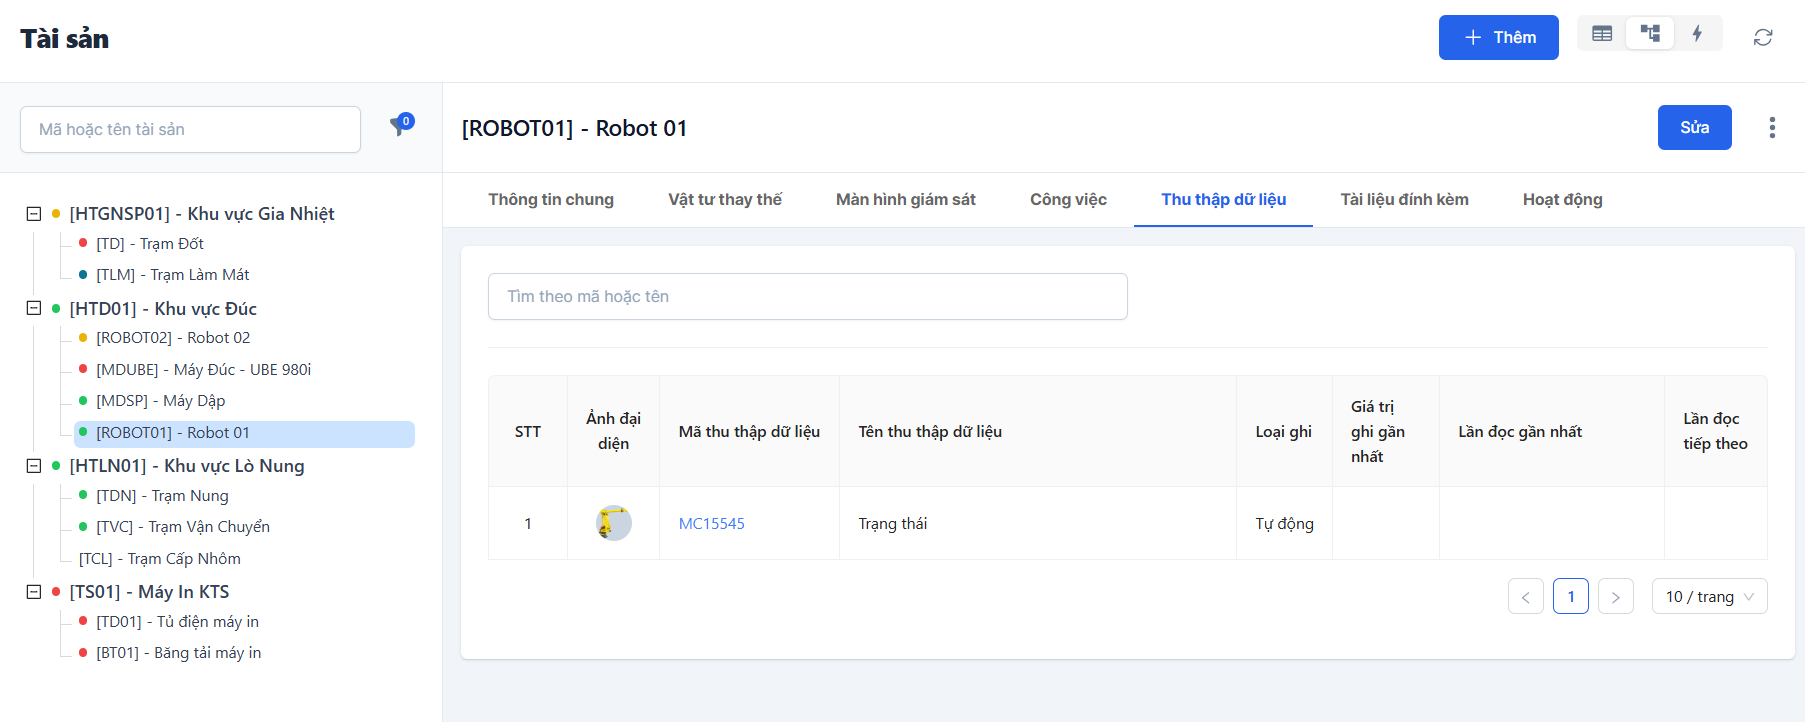 Tài sản
Thêm
Mã hoặc tên tài sản
0
[ROBOT01] - Robot 01
Sửa
Thông tin chung
Vật tư thay thế
Màn hình giám sát
Công việc
Thu thập dữ liệu
Tài liệu đính kèm
Hoạt động
[HTGNSP01] - Khu vực Gia Nhiệt
[TD] - Trạm Đốt
[TLM] - Trạm Làm Mát
[HTD01] - Khu vực Đúc
[ROBOT02] - Robot 02
[MDUBE] - Máy Đúc - UBE 980i
[MDSP] - Máy Dập
[ROBOT01] - Robot 01
[HTLN01] - Khu vực Lò Nung
[TDN] - Trạm Nung
[TVC] - Trạm Vận Chuyển
[TCL] - Trạm Cấp Nhôm
[TS01] - Máy In KTS
[TD01] - Tủ điện máy in
[BT01] - Băng tải máy in
Tìm theo mã hoặc tên
STT
Ảnh đại
diện
Mã thu thập dữ liệu
Tên thu thập dữ liệu
Loại ghi
Giá trị
ghi gần
nhất
Lần đọc gần nhất
Lần đọc
tiếp theo
1
MC15545
Trạng thái
Tự động
1
10 / trang